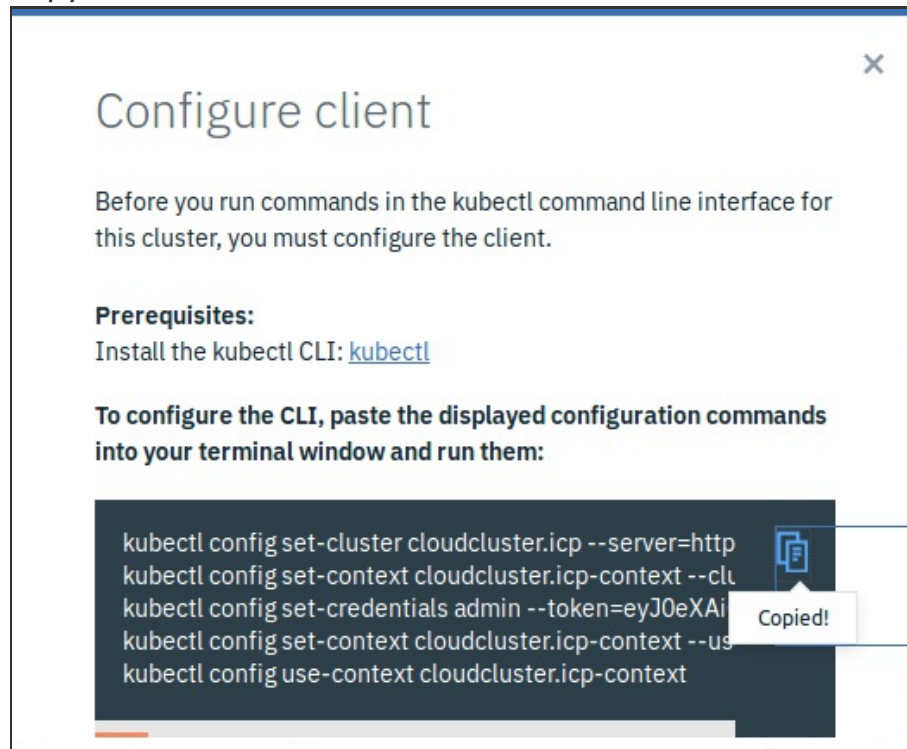 Configure client
Before you run commands in the kubectl command line interface for
this cluster, you must configure the client.
Prerequisites:
Install the kubectl CLI: kubectl
To configure the CLI, paste the displayed configuration commands
into your terminal window and run them:
kubectl config set-cluster cloudcluster.icp --server=http
kubectl config set-context cloudcluster.icp-context --clu
kubectl config set-credentials admin --token=eyJ0eXAi
kubectl config set-context cloudcluster.icp-context --us
kubectl config use-context cloudcluster.icp-context
Copied!